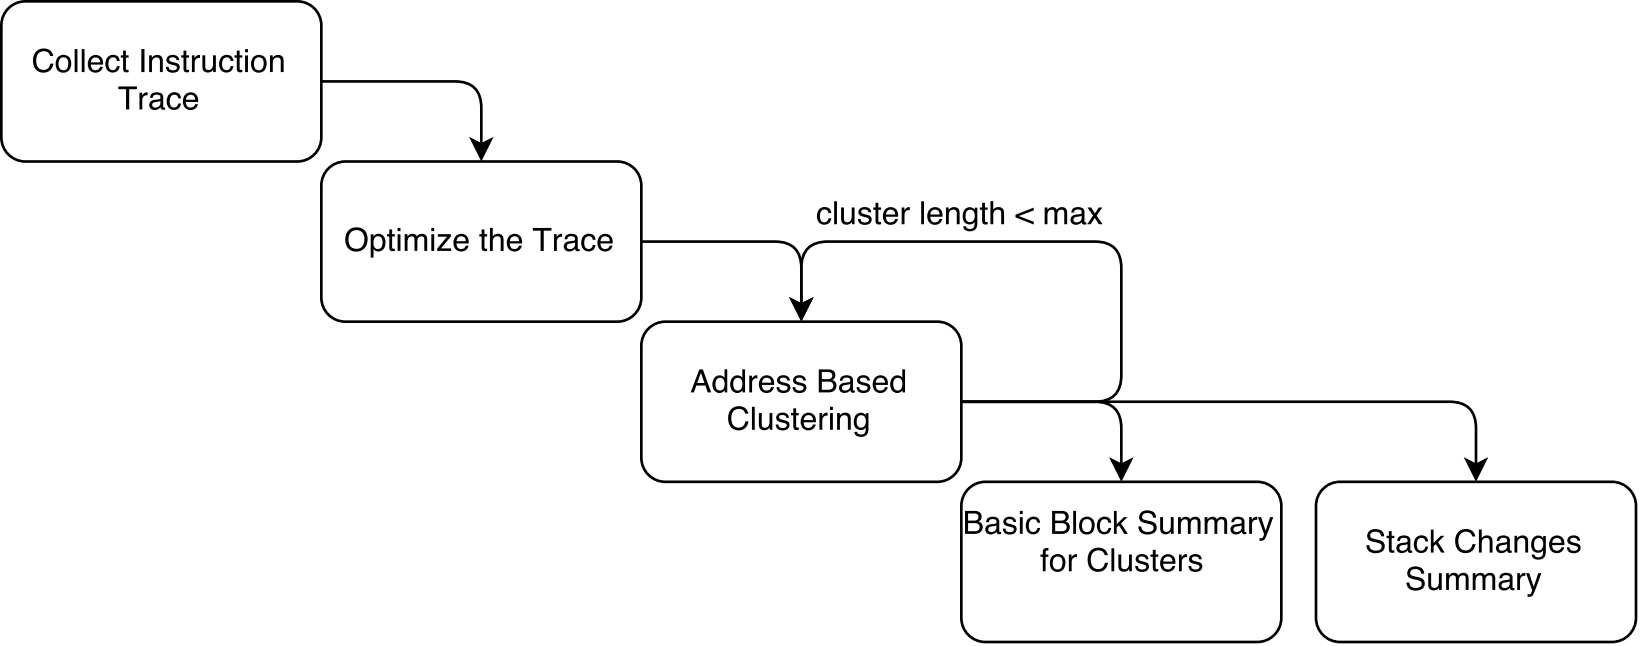 Collect Instruction
Trace
Optimize the Trace
cluster length < max
Address Based
Clustering
Basic Block Summary
for Clusters
Stack Changes
Summary